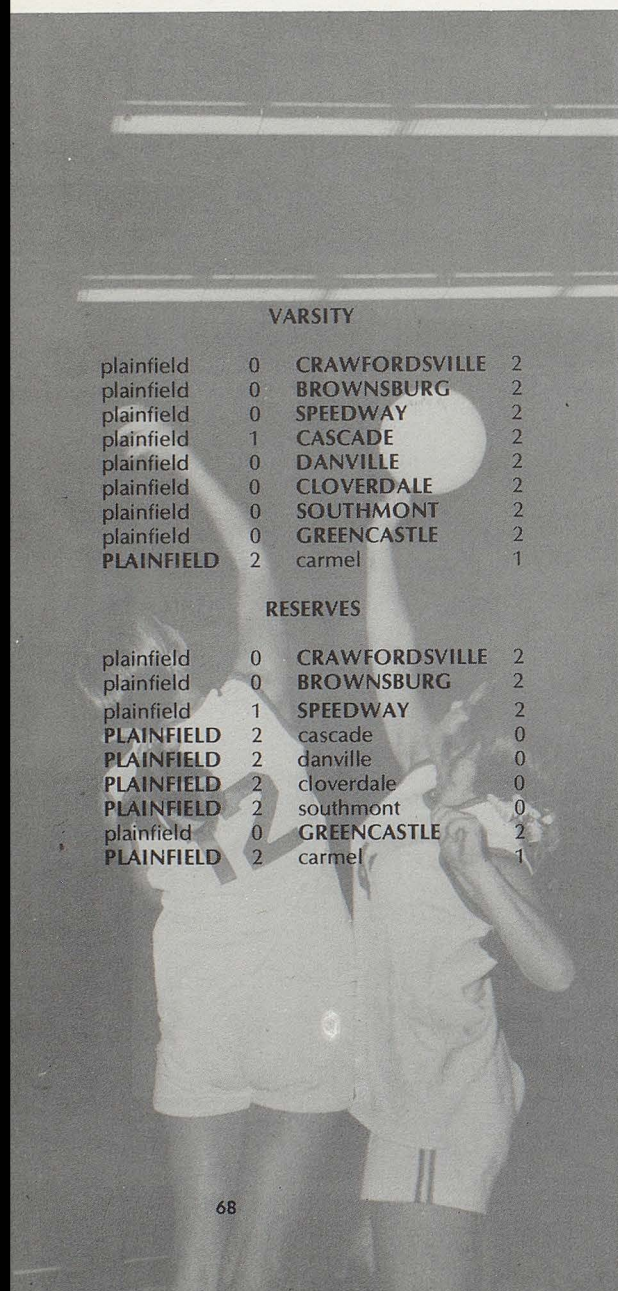 VARSITY
plainfield 0 CRAWFORDSVILLE 2
plainfield 0 BROWNSBURG 2
plainfield 0 SPEEDWAY 2
plainfield 1 CASCADE 2
plainfield 0 DANVILLE 2
plainfield 0 CLOVERDALE 2
plainfield 0 SOUTHMONT 2
plainfield 0 GREENCASTLE 2
PLAINFIELD 2 carmel 1
RESERVES
plainfield 0 CRAWFORDSVILLE 2
plainfield 0 BROWNSBURG 2
plainfield 1 SPEEDWAY 2
PLAINFIELD 2 cascade 0
PLAINFIELD 2 danville 0
PLAINFIELD 2 cloverdale 0
PLAINFIELD 2 southmont 0
plainfield 0 GREENCASTLE 2
PLAINFIELD 2 carmel 1
12
68